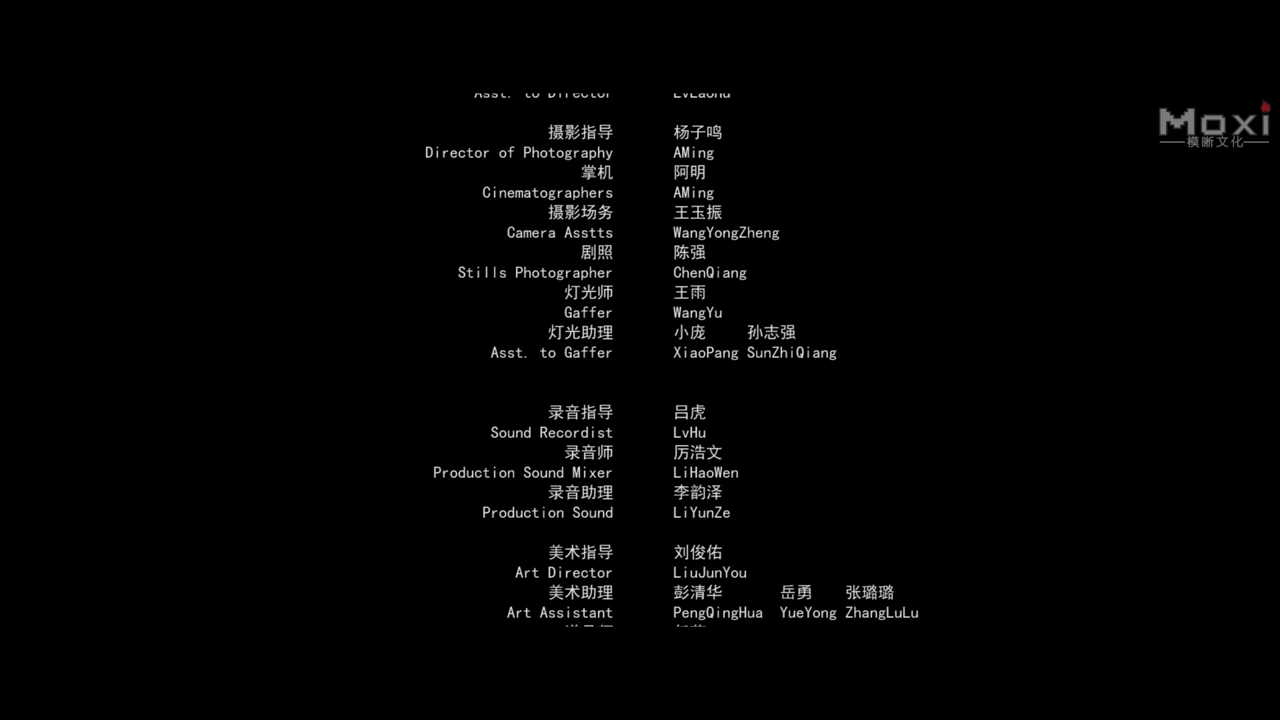 Asst. to Director LvLaoHu
摄影指导 杨子鸣
Director of Photography AMing
掌机 阿明
Cinematographers AMing
摄影场务 王玉振
Camera Asstts WangYongZheng
剧照 陈强
Stills Photographer ChenQiang
灯光师 王雨
Gaffer WangYu
灯光助理 小庞 孙志强
Asst. to Gaffer XiaoPang SunZhiQiang
录音指导 吕虎
Sound Recordist LvHu
录音师 厉浩文
Production Sound Mixer LiHaoWen
录音助理 李韵泽
Production Sound LiYunZe
美术指导 刘俊佑
Art Director LiuJunYou
美术助理 彭清华 岳勇 张璐璐
Art Assistant PengQingHua YueYong ZhangLuLu
Moxi
模晰文化